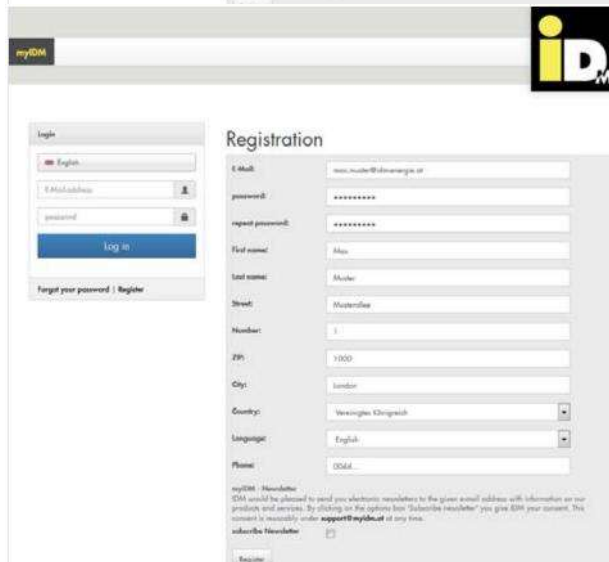 myIDM
iDM
Login
English
E-Mail-address
password
Log in
Forgot your password | Register
Registration
E-Mail:
max.muster@idmenergie.at
password:
•••••••••
repeat password:
•••••••••
First name:
Max
Last name:
Muster
Street:
Musterallee
Number:
1
ZIP:
1000
City:
London
Country:
Vereinigtes Königreich
Language:
English
Phone:
0044...
myIDM - Newsletter
IDM would be pleased to send you electronic newsletters to the given e-mail address with information on our
products and services. By clicking on the options box "Subscribe newsletter" you give IDM your consent. This
consent is revocably under support@myidm.at at any time.
subscribe Newsletter
Register